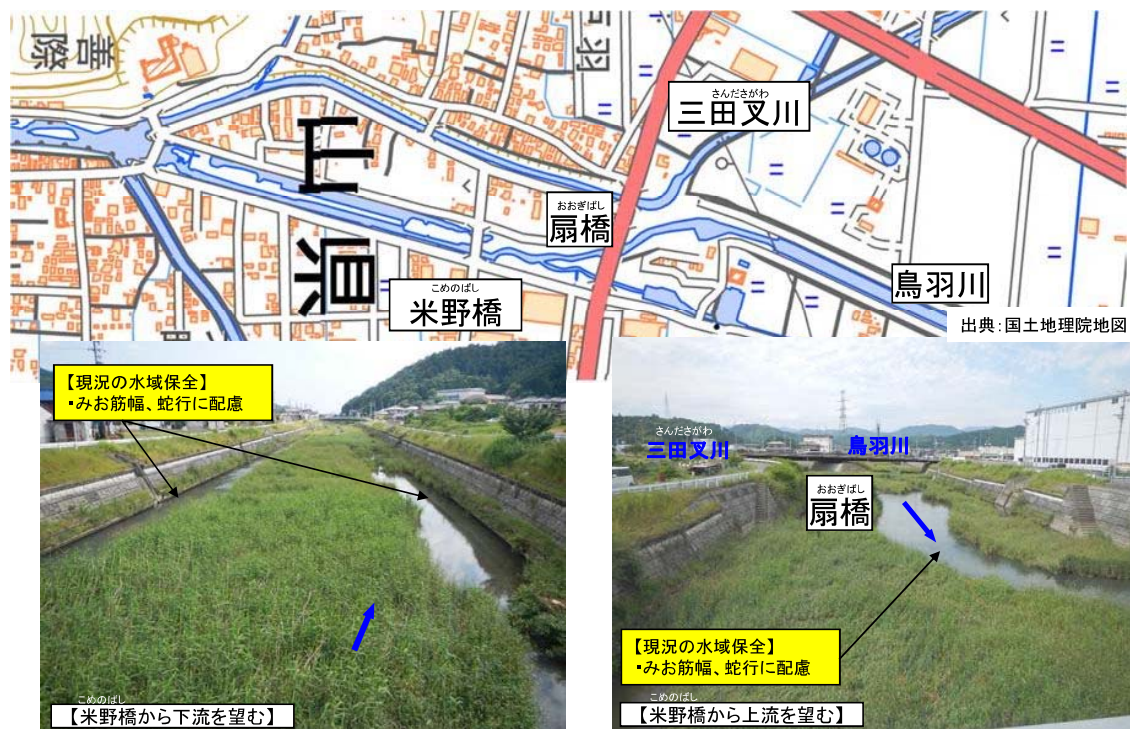 善
際
羽
山
県
さんださがわ
三田叉川
おおぎばし
扇橋
こめのばし
米野橋
鳥羽川
出典：国土地理院地図
【現況の水域保全】
・みお筋幅、蛇行に配慮
こめのばし
【米野橋から下流を望む】
さんださがわ
三田叉川
鳥羽川
おおぎばし
扇橋
【現況の水域保全】
・みお筋幅、蛇行に配慮
こめのばし
【米野橋から上流を望む】